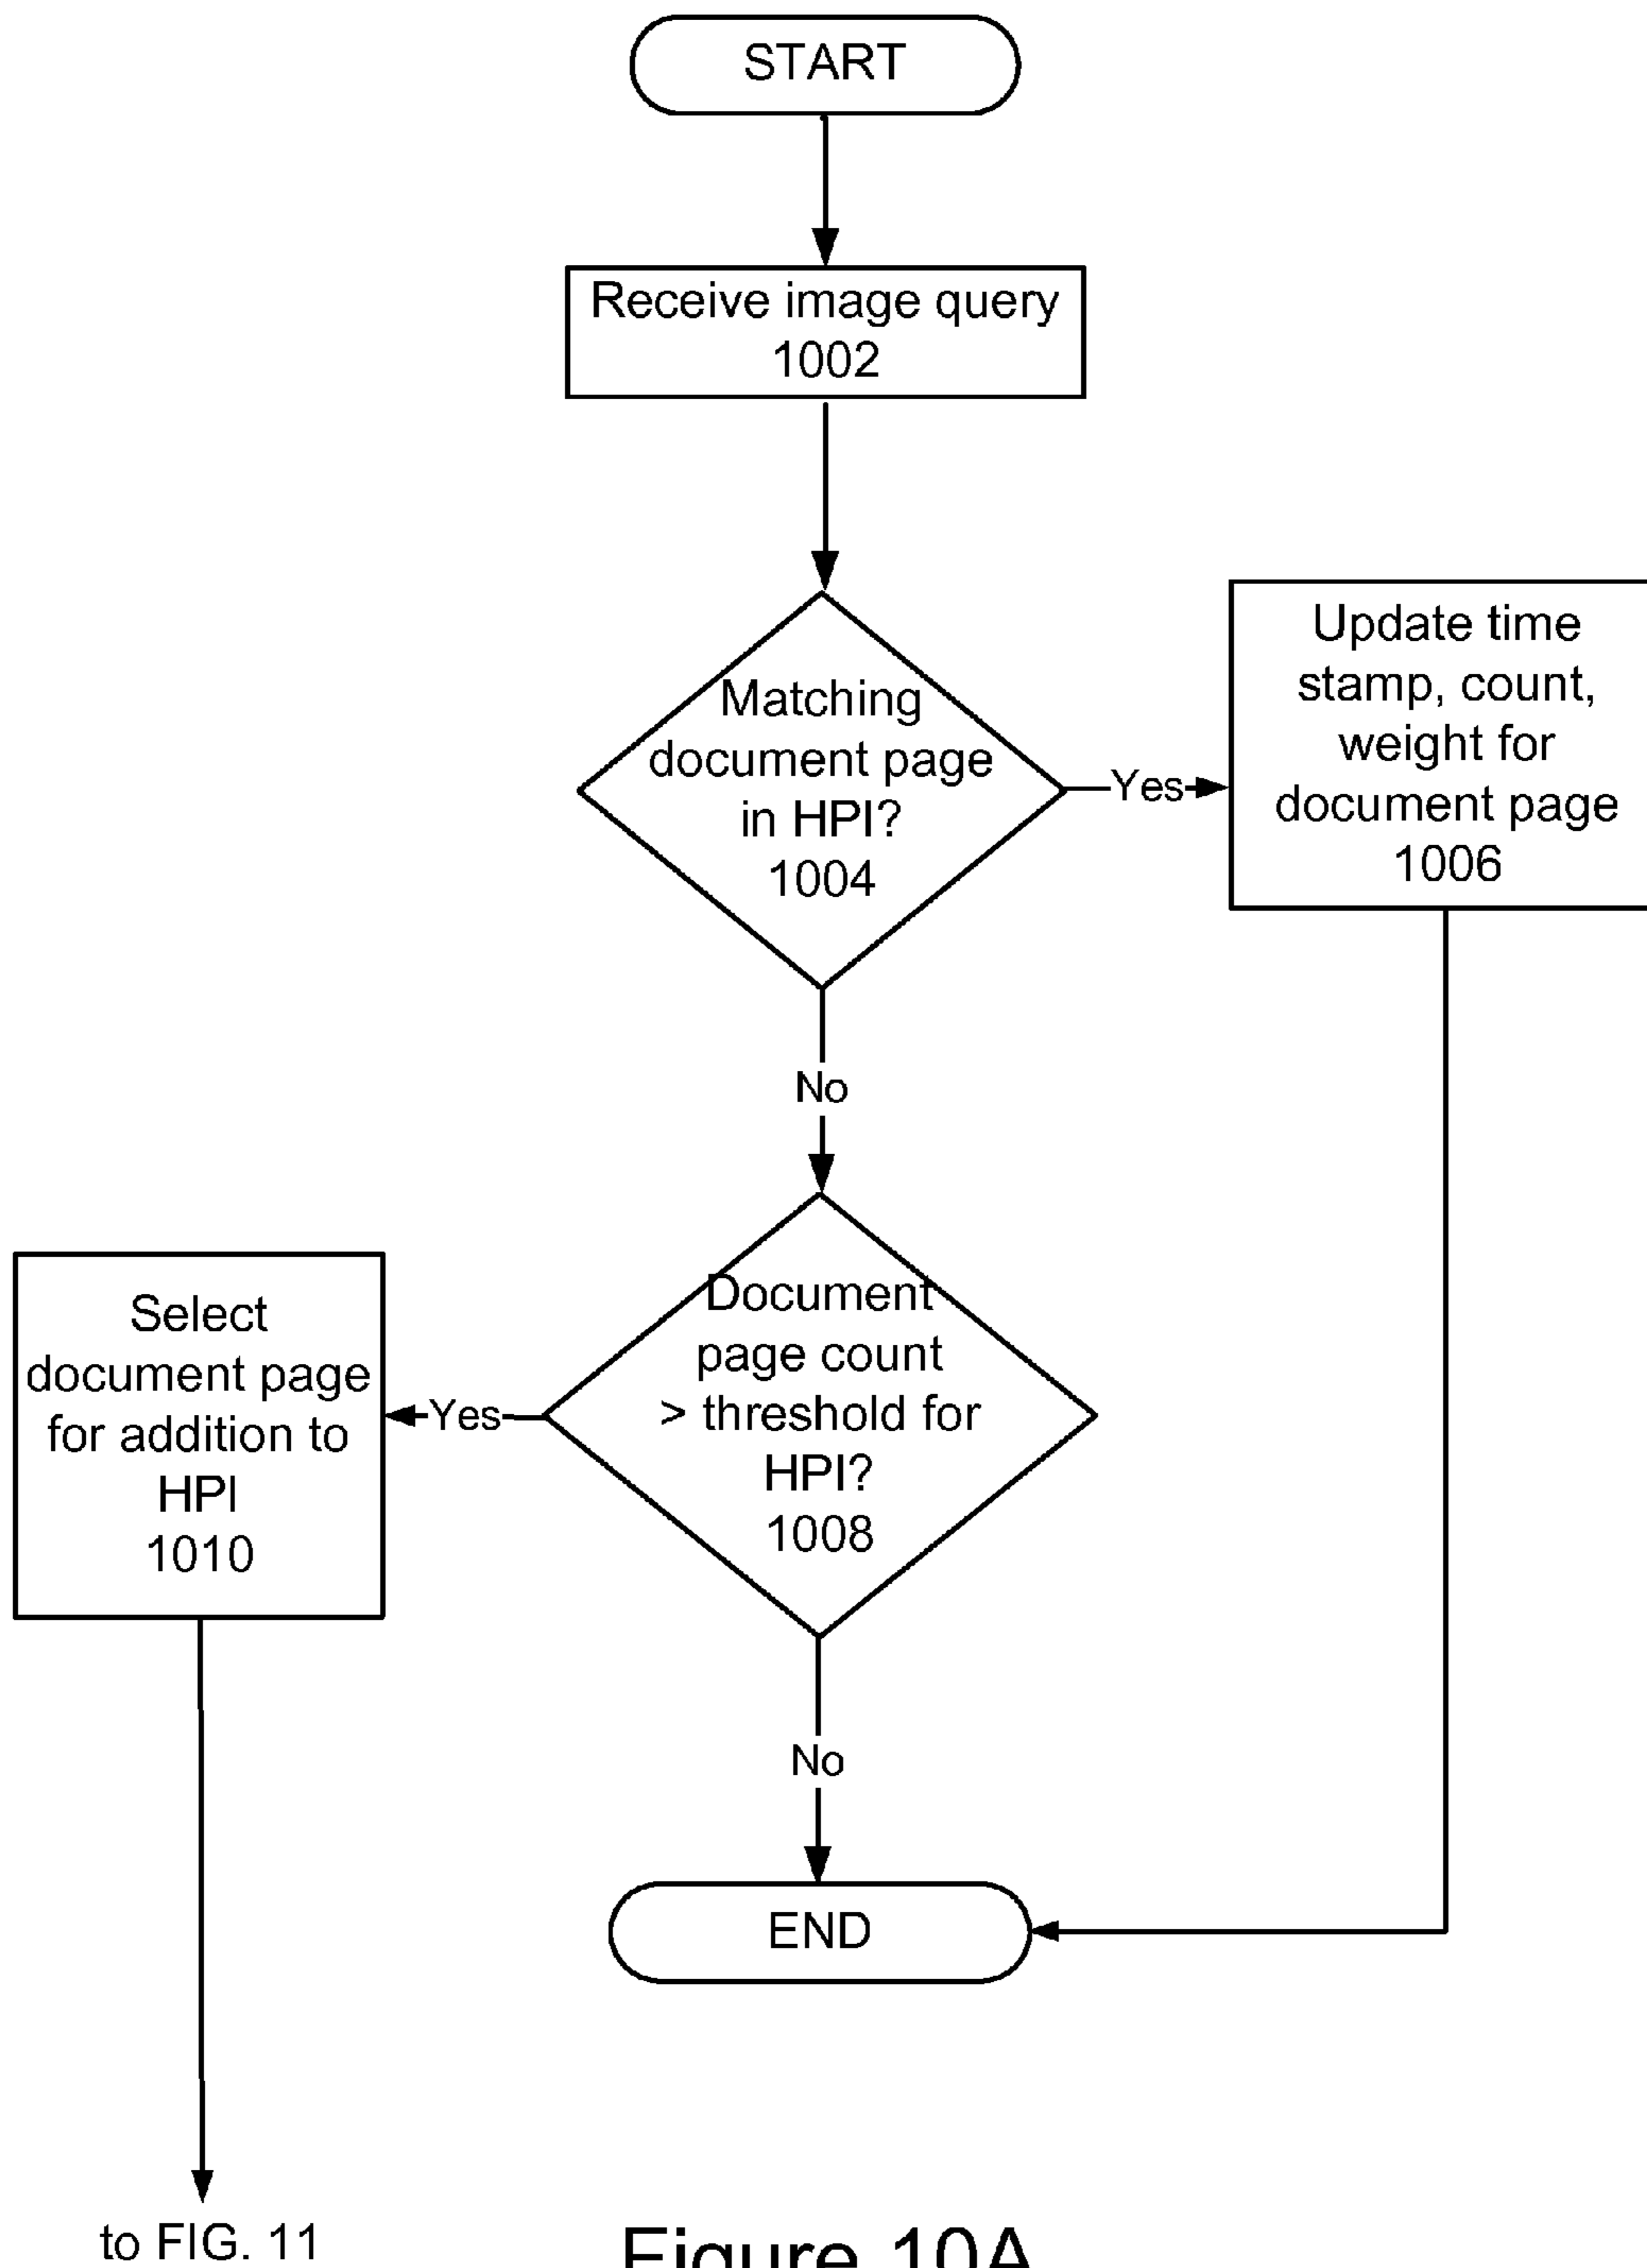 START
Receive image query
1002
Matching
document page
in HPI?
1004
Yes
Update time
stamp, count,
weight for
document page
1006
No
Document
page count
> threshold for
HPI?
1008
Yes
Select
document page
for addition to
HPI
1010
No
END
to FIG. 11
Figure 10A